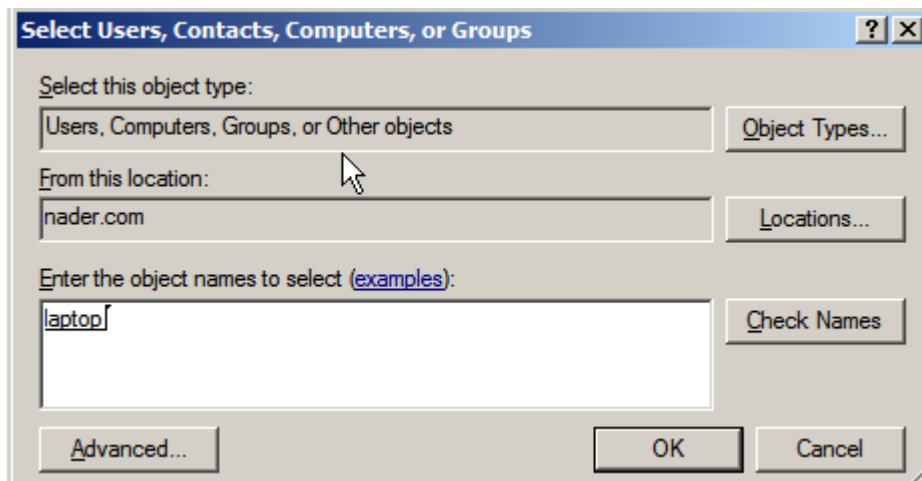 Select Users, Contacts, Computers, or Groups
Select this object type:
Users, Computers, Groups, or Other objects
Object Types...
From this location:
nader.com
Locations...
Enter the object names to select (examples):
laptop
Check Names
Advanced...
OK
Cancel